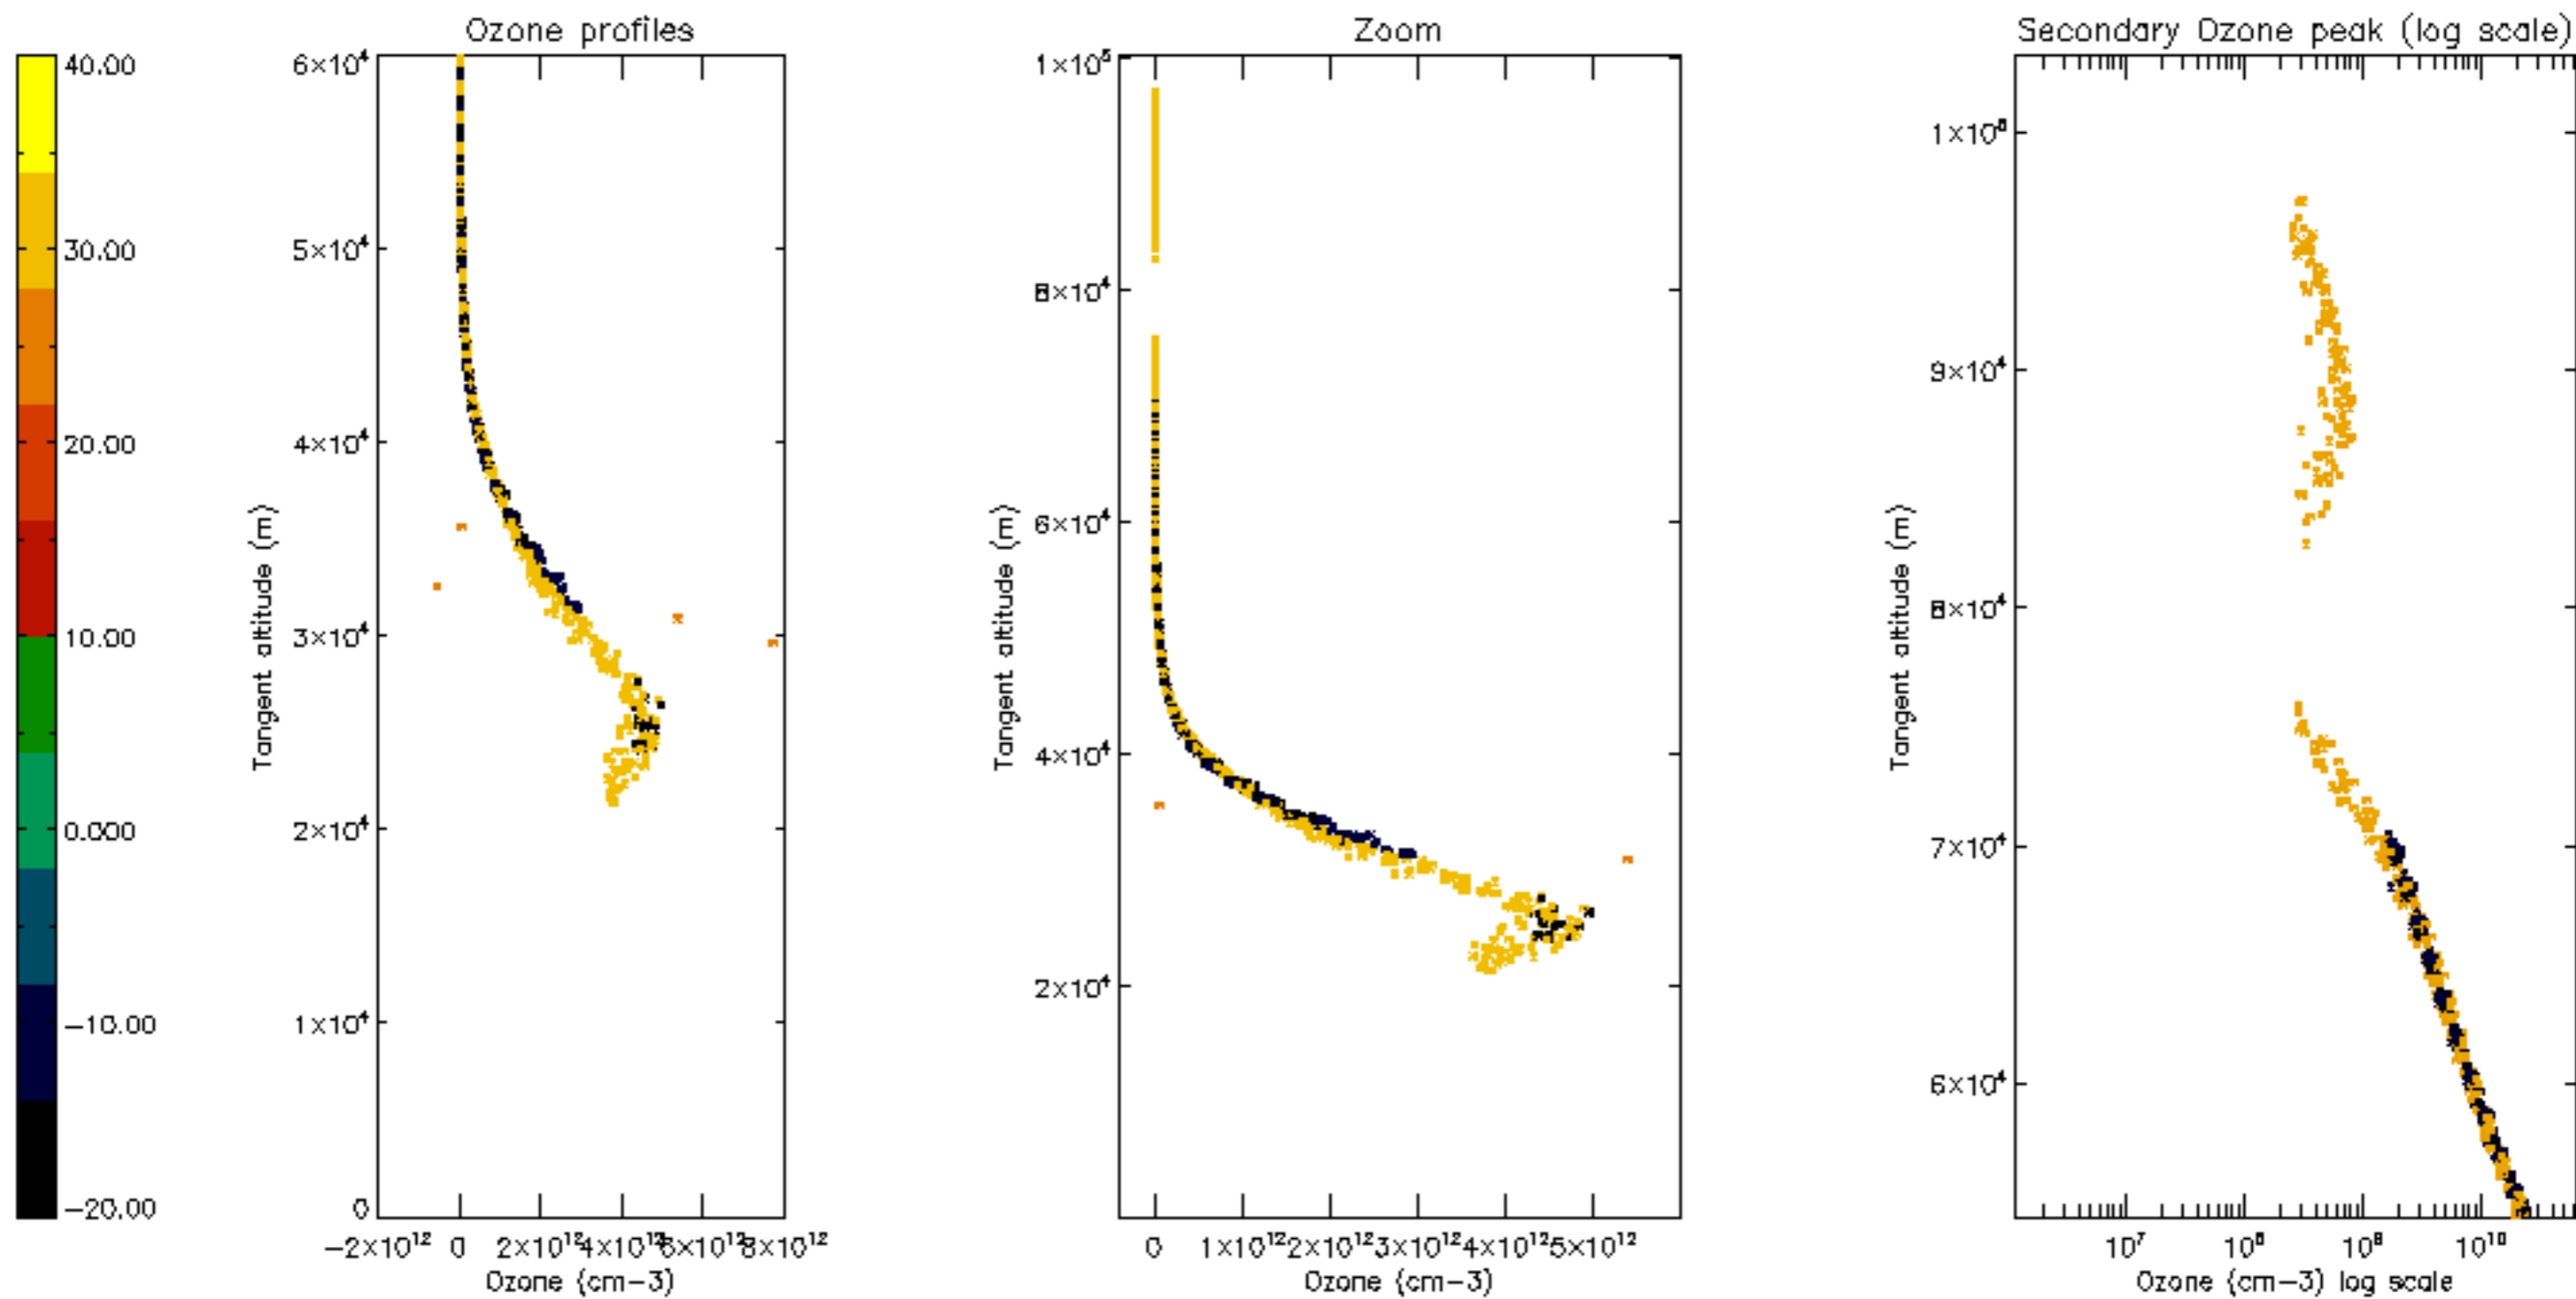 Ozone profiles
Zoom
Secondary Ozone peak (log scale)
40.00
30.00
20.00
10.00
0.000
−10.00
−20.00
6×10⁴
5×10⁴
4×10⁴
3×10⁴
2×10⁴
1×10⁴
0
Tangent altitude (m)
−2×10¹² 0 2×10¹² 4×10¹² 6×10¹² 8×10¹²
Ozone (cm−3)
1×10⁵
8×10⁴
6×10⁴
4×10⁴
2×10⁴
Tangent altitude (m)
0 1×10¹² 2×10¹² 3×10¹² 4×10¹² 5×10¹²
Ozone (cm−3)
1×10⁵
9×10⁴
8×10⁴
7×10⁴
6×10⁴
Tangent altitude (m)
10⁷ 10⁸ 10⁹ 10¹⁰
Ozone (cm−3) log scale